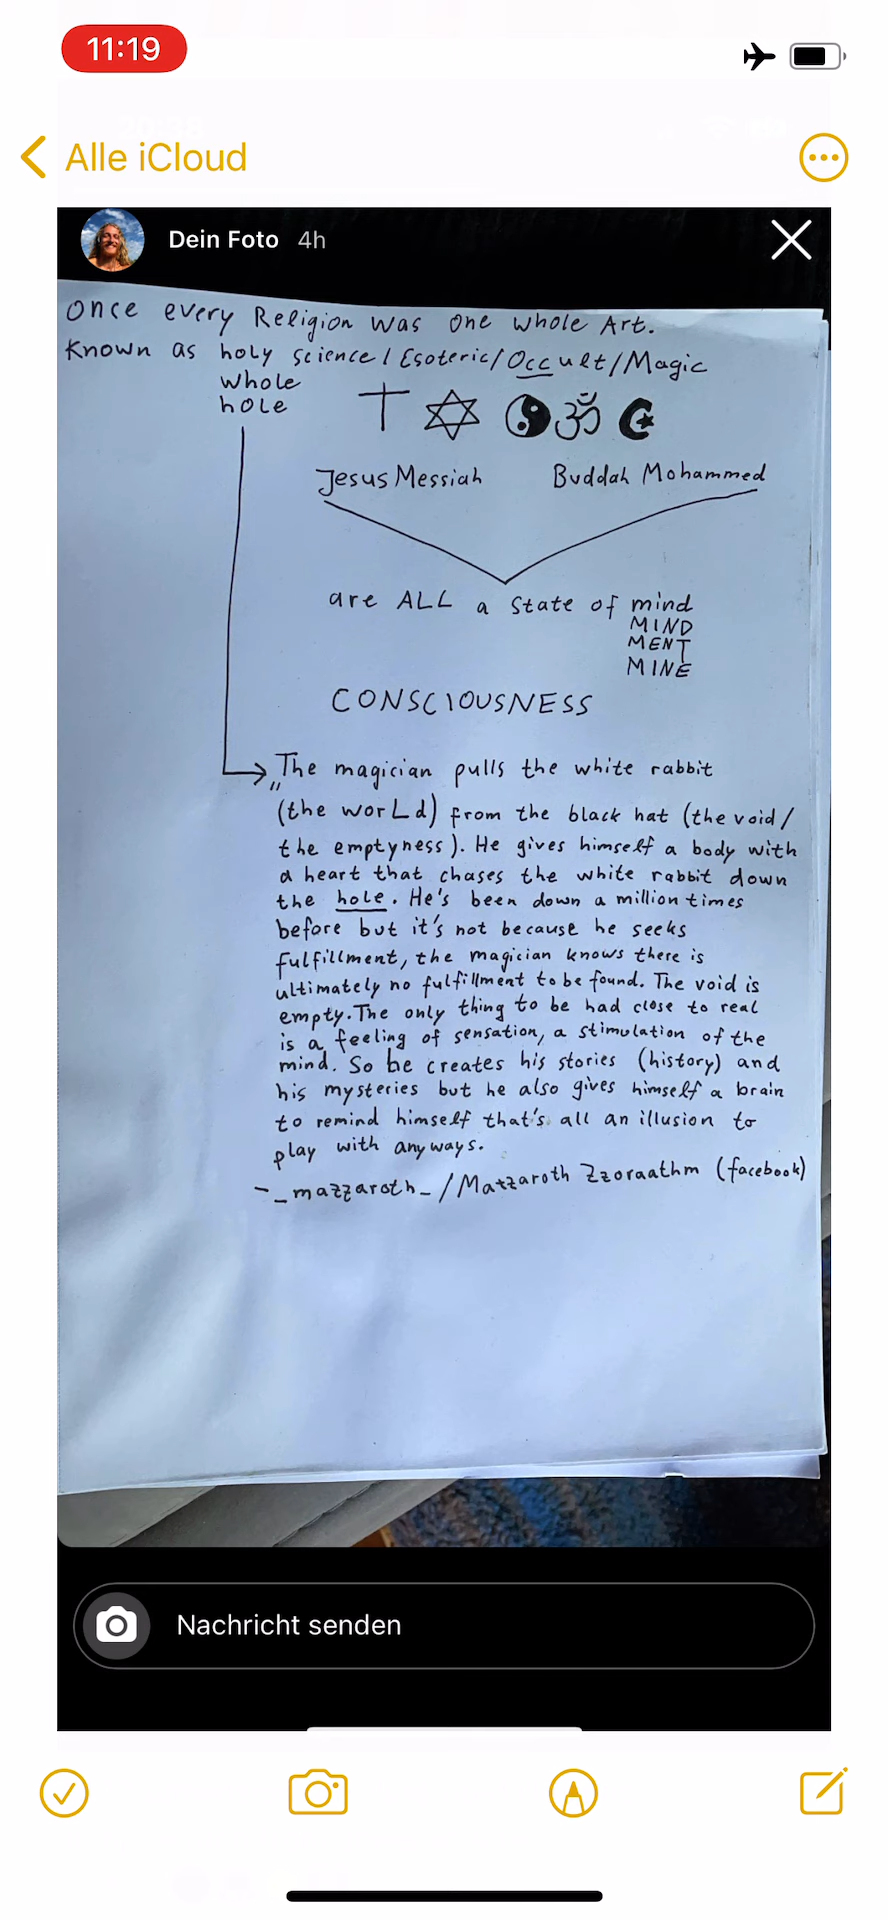 11:19
Alle iCloud
Dein Foto 4h
Once every Religion was one whole Art.
Known as holy science / Esoteric/Occult/Magic
whole
hole
ॐ
Jesus Messiah Buddah Mohammed
are ALL a state of mind
MIND
MENT
MINE
CONSCIOUSNESS
„The magician pulls the white rabbit
(the worLd) from the black hat (the void/
the emptyness). He gives himself a body with
a heart that chases the white rabbit down
the hole. He's been down a million times
before but it's not because he seeks
fulfillment, the magician knows there is
ultimately no fulfillment to be found. The void is
empty. The only thing to be had close to real
is a feeling of sensation, a stimulation of the
mind. So he creates his stories (history) and
his mysteries but he also gives himself a brain
to remind himself that's all an illusion to
play with anyways.
- _mazzaroth_ / Mazzaroth Zzoraathm (facebook)
Nachricht senden